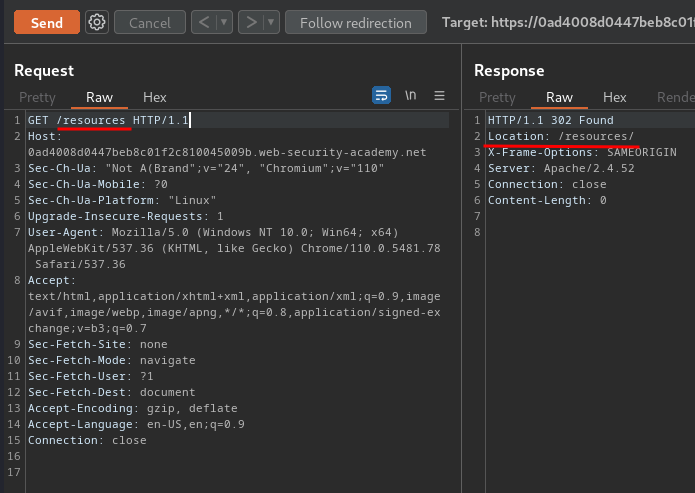 Send Cancel < > Follow redirection Target: https://0ad4008d0447beb8c01f
Request
Pretty Raw Hex \n
1 GET /resources HTTP/1.1
2 Host:
0ad4008d0447beb8c01f2c810045009b.web-security-academy.net
3 Sec-Ch-Ua: "Not A(Brand";v="24", "Chromium";v="110"
4 Sec-Ch-Ua-Mobile: ?0
5 Sec-Ch-Ua-Platform: "Linux"
6 Upgrade-Insecure-Requests: 1
7 User-Agent: Mozilla/5.0 (Windows NT 10.0; Win64; x64)
AppleWebKit/537.36 (KHTML, like Gecko) Chrome/110.0.5481.78
Safari/537.36
8 Accept:
text/html,application/xhtml+xml,application/xml;q=0.9,image
/avif,image/webp,image/apng,*/*;q=0.8,application/signed-ex
change;v=b3;q=0.7
9 Sec-Fetch-Site: none
10 Sec-Fetch-Mode: navigate
11 Sec-Fetch-User: ?1
12 Sec-Fetch-Dest: document
13 Accept-Encoding: gzip, deflate
14 Accept-Language: en-US,en;q=0.9
15 Connection: close
16
17
Response
Pretty Raw Hex Rende
1 HTTP/1.1 302 Found
2 Location: /resources/
3 X-Frame-Options: SAMEORIGIN
4 Server: Apache/2.4.52
5 Connection: close
6 Content-Length: 0
7
8